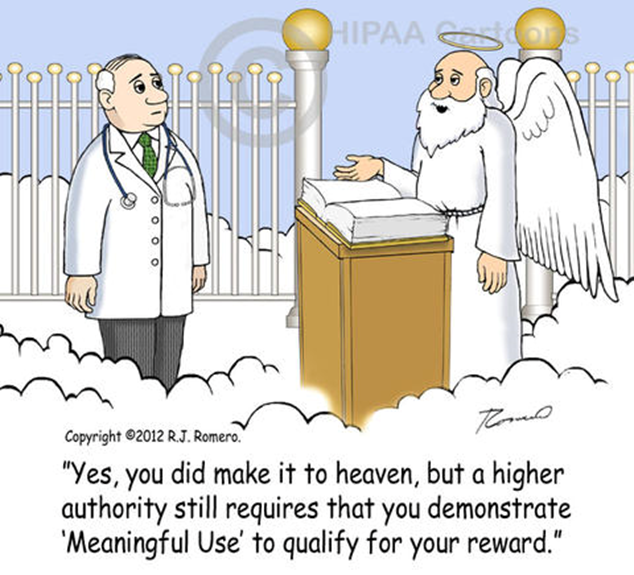 HIPAA Cartoons
Romero
Copyright ©2012 R.J. Romero.
"Yes, you did make it to heaven, but a higher
authority still requires that you demonstrate
'Meaningful Use' to qualify for your reward."